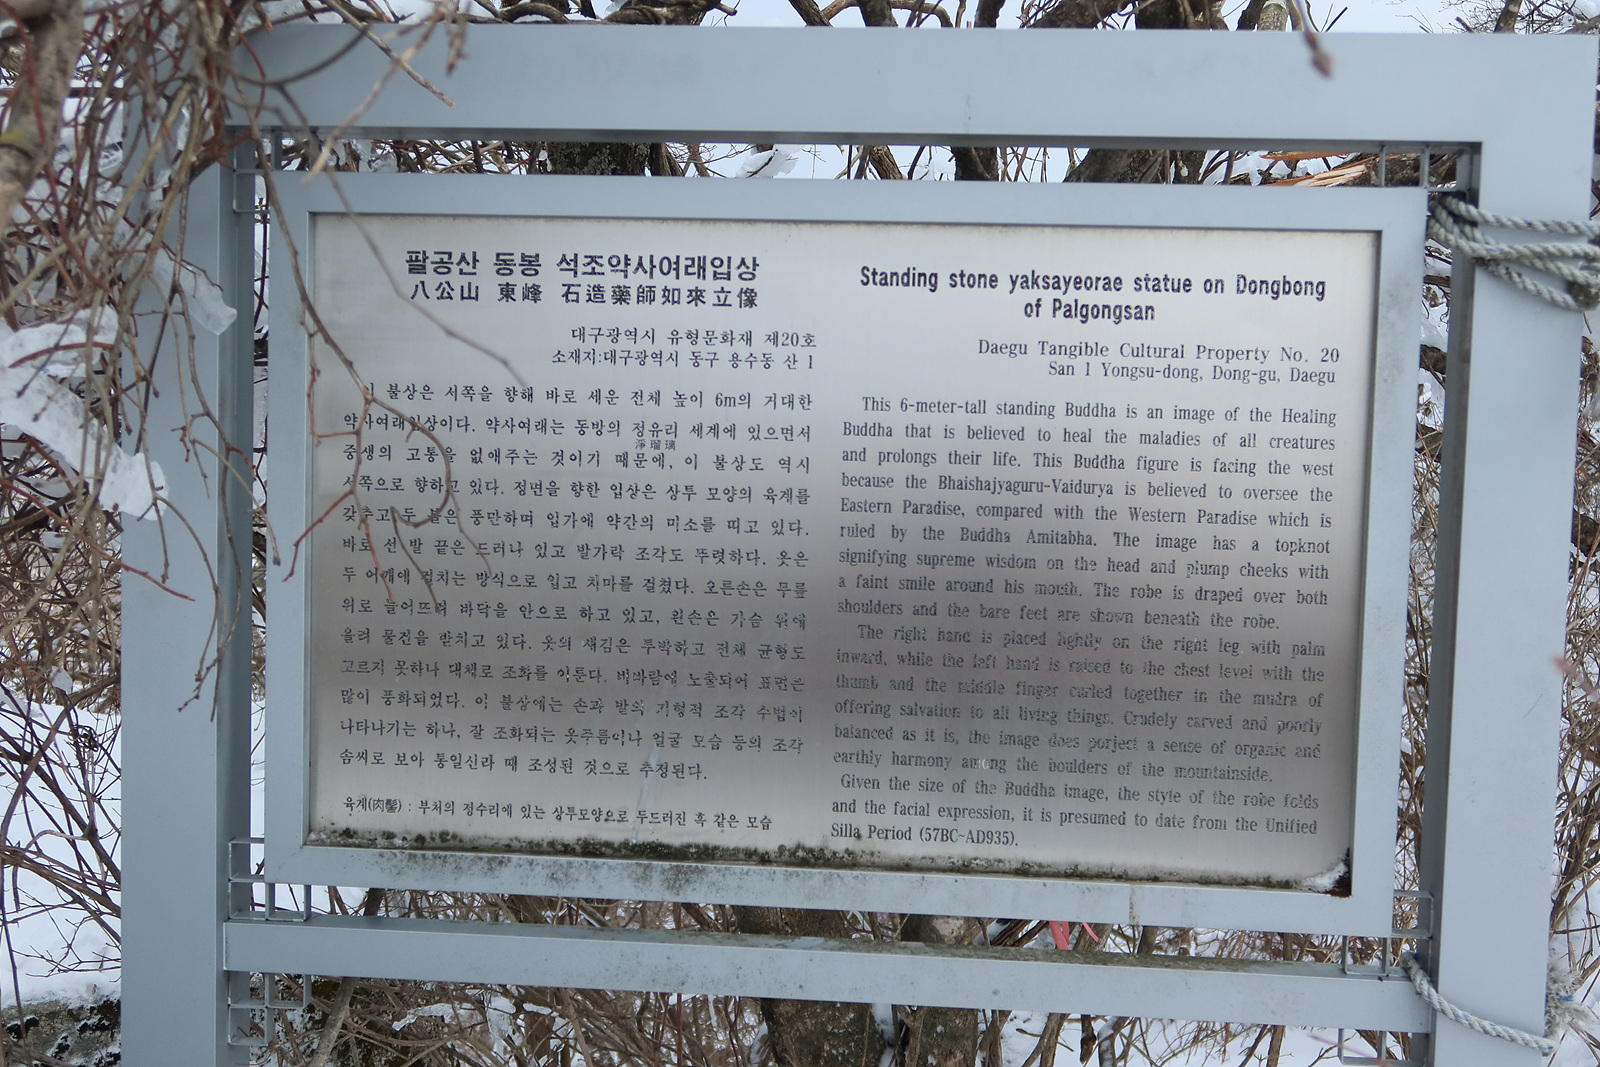 팔공산 동봉 석조약사여래입상
八公山 東峰 石造藥師如來立像
대구광역시 유형문화재 제20호
소재지:대구광역시 동구 용수동 산 1
이 불상은 서쪽을 향해 바로 세운 전체 높이 6m의 거대한
약사여래입상이다. 약사여래는 동방의 정유리 세계에 있으면서
淨瑠璃
중생의 고통을 없애주는 것이기 때문에, 이 불상도 역시
서쪽으로 향하고 있다. 정면을 향한 입상은 상투 모양의 육계를
갖추고 두 볼은 풍만하며 입가에 약간의 미소를 띠고 있다.
바로 선 발 끝은 드러나 있고 발가락 조각도 뚜렷하다. 옷은
두 어깨에 걸치는 방식으로 입고 치마를 걸쳤다. 오른손은 무릎
위로 늘어뜨려 바닥을 안으로 하고 있고, 왼손은 가슴 위에
올려 물건을 받치고 있다. 옷의 새김은 투박하고 전체 균형도
고르지 못하나 대체로 조화를 이룬다. 비바람에 노출되어 표면은
많이 풍화되었다. 이 불상에는 손과 발의 기형적 조각 수법이
나타나기는 하나, 잘 조화되는 옷주름이나 얼굴 모습 등의 조각
솜씨로 보아 통일신라 때 조성된 것으로 추정된다.
육계(肉髻) : 부처의 정수리에 있는 상투모양으로 두드러진 혹 같은 모습
Standing stone yaksayeorae statue on Dongbong
of Palgongsan
Daegu Tangible Cultural Property No. 20
San 1 Yongsu-dong, Dong-gu, Daegu
This 6-meter-tall standing Buddha is an image of the Healing
Buddha that is believed to heal the maladies of all creatures
and prolongs their life. This Buddha figure is facing the west
because the Bhaishajyaguru-Vaidurya is believed to oversee the
Eastern Paradise, compared with the Western Paradise which is
ruled by the Buddha Amitabha. The image has a topknot
signifying supreme wisdom on the head and plump cheeks with
a faint smile around his mouth. The robe is draped over both
shoulders and the bare feet are shown beneath the robe.
The right hand is placed lightly on the right leg with palm
inward, while the left hand is raised to the chest level with the
thumb and the middle finger curled together in the mudra of
offering salvation to all living things. Crudely carved and poorly
balanced as it is, the image does porject a sense of organic and
earthly harmony among the boulders of the mountainside.
Given the size of the Buddha image, the style of the robe folds
and the facial expression, it is presumed to date from the Unified
Silla Period (57BC~AD935).